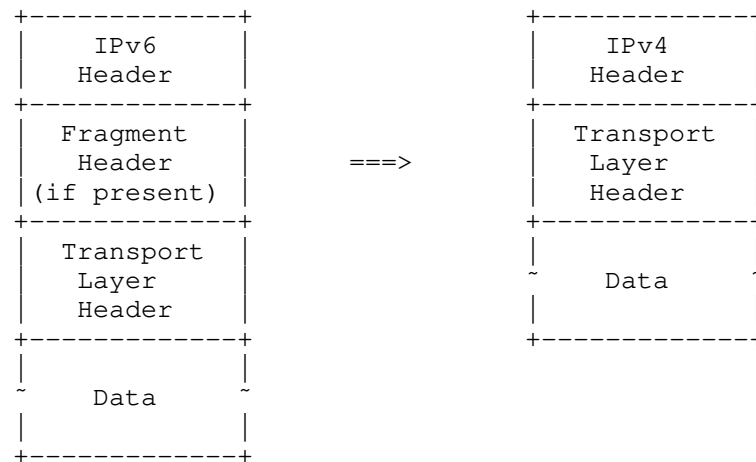 +-------------+                 +-------------
|    IPv6     |                 |    IPv4
|   Header    |                 |   Header
+-------------+                 +-------------
|  Fragment   |                 |  Transport
|   Header    |      ===>       |   Layer
|(if present) |                 |   Header
+-------------+                 +-------------
|  Transport  |                 |             |
|   Layer     |                 ~    Data     ~
|   Header    |                 |
+-------------+                 +-------------
|             |
~    Data     ~
|             |
+-------------+